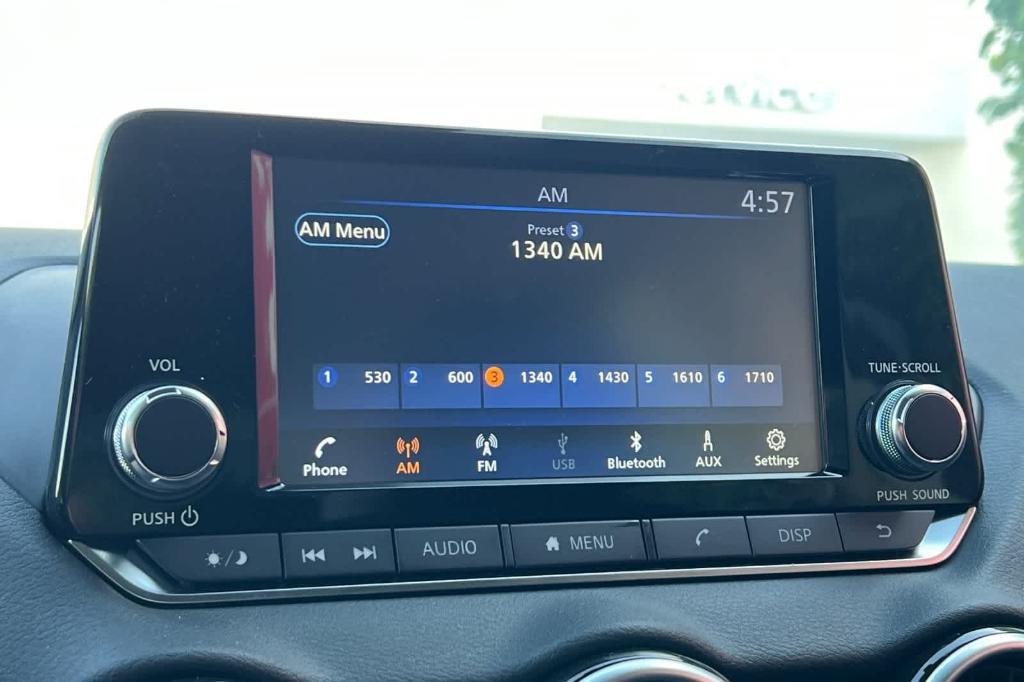 AM
4:57
AM Menu
Preset 3
1340 AM
1 530 2 600 3 1340 4 1430 5 1610 6 1710
Phone AM FM USB Bluetooth AUX Settings
VOL
PUSH
TUNE·SCROLL
PUSH SOUND
AUDIO MENU DISP